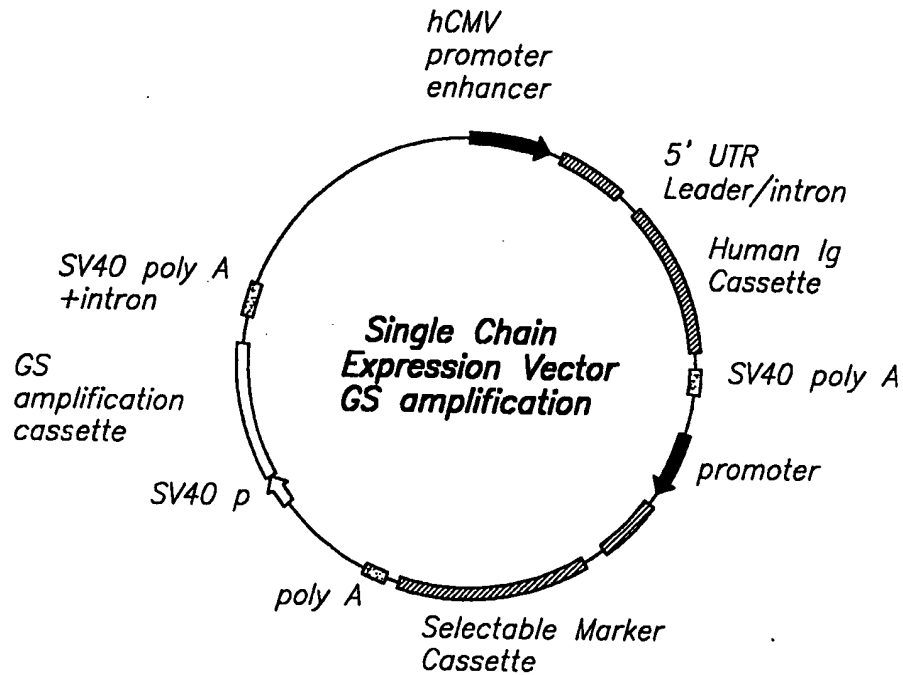 hCMV
promoter
enhancer
5' UTR
Leader/intron
Human Ig
Cassette
SV40 poly A
+intron
Single Chain
Expression Vector
GS amplification
SV40 poly A
GS
amplification
cassette
promoter
SV40 p
poly A
Selectable Marker
Cassette